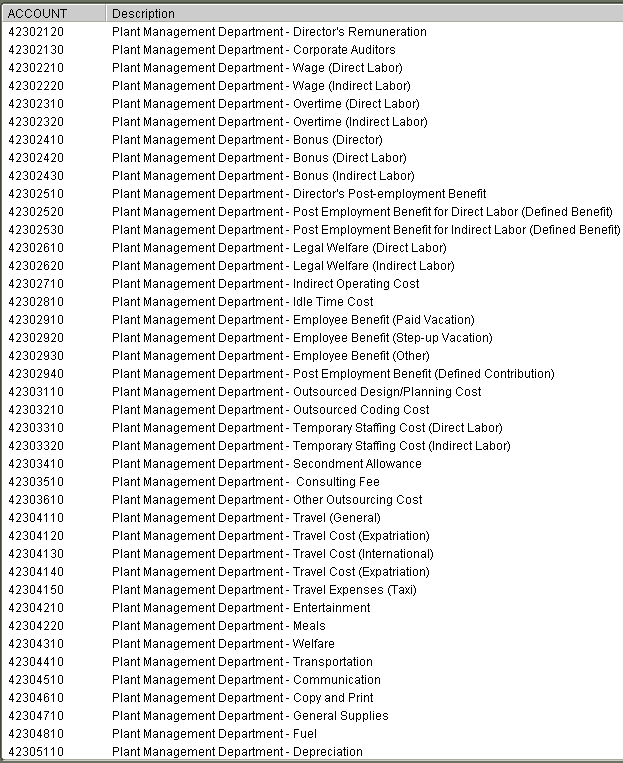 ACCOUNT Description
42302120 Plant Management Department - Director's Remuneration
42302130 Plant Management Department - Corporate Auditors
42302210 Plant Management Department - Wage (Direct Labor)
42302220 Plant Management Department - Wage (Indirect Labor)
42302310 Plant Management Department - Overtime (Direct Labor)
42302320 Plant Management Department - Overtime (Indirect Labor)
42302410 Plant Management Department - Bonus (Director)
42302420 Plant Management Department - Bonus (Direct Labor)
42302430 Plant Management Department - Bonus (Indirect Labor)
42302510 Plant Management Department - Director's Post-employment Benefit
42302520 Plant Management Department - Post Employment Benefit for Direct Labor (Defined Benefit)
42302530 Plant Management Department - Post Employment Benefit for Indirect Labor (Defined Benefit)
42302610 Plant Management Department - Legal Welfare (Direct Labor)
42302620 Plant Management Department - Legal Welfare (Indirect Labor)
42302710 Plant Management Department - Indirect Operating Cost
42302810 Plant Management Department - Idle Time Cost
42302910 Plant Management Department - Employee Benefit (Paid Vacation)
42302920 Plant Management Department - Employee Benefit (Step-up Vacation)
42302930 Plant Management Department - Employee Benefit (Other)
42302940 Plant Management Department - Post Employment Benefit (Defined Contribution)
42303110 Plant Management Department - Outsourced Design/Planning Cost
42303210 Plant Management Department - Outsourced Coding Cost
42303310 Plant Management Department - Temporary Staffing Cost (Direct Labor)
42303320 Plant Management Department - Temporary Staffing Cost (Indirect Labor)
42303410 Plant Management Department - Secondment Allowance
42303510 Plant Management Department -  Consulting Fee
42303610 Plant Management Department - Other Outsourcing Cost
42304110 Plant Management Department - Travel (General)
42304120 Plant Management Department - Travel Cost (Expatriation)
42304130 Plant Management Department - Travel Cost (International)
42304140 Plant Management Department - Travel Cost (Expatriation)
42304150 Plant Management Department - Travel Expenses (Taxi)
42304210 Plant Management Department - Entertainment
42304220 Plant Management Department - Meals
42304310 Plant Management Department - Welfare
42304410 Plant Management Department - Transportation
42304510 Plant Management Department - Communication
42304610 Plant Management Department - Copy and Print
42304710 Plant Management Department - General Supplies
42304810 Plant Management Department - Fuel
42305110 Plant Management Department - Depreciation